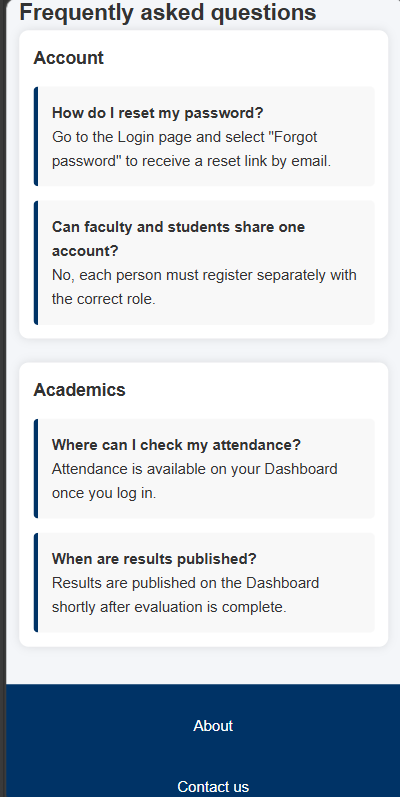 Frequently asked questions
Account
How do I reset my password?
Go to the Login page and select "Forgot
password" to receive a reset link by email.
Can faculty and students share one
account?
No, each person must register separately with
the correct role.
Academics
Where can I check my attendance?
Attendance is available on your Dashboard
once you log in.
When are results published?
Results are published on the Dashboard
shortly after evaluation is complete.
About
Contact us